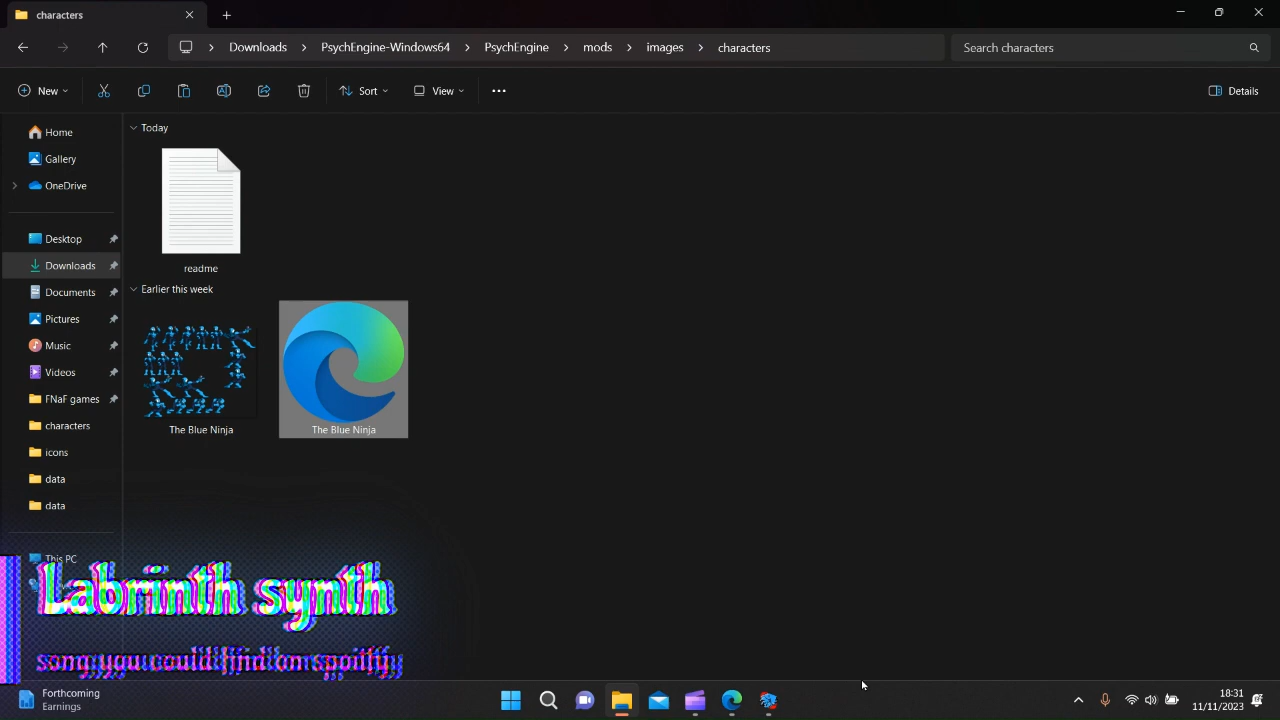 characters
Downloads > PsychEngine-Windows64 > PsychEngine > mods > images > characters
Search characters
New
Sort
View
Details
Home
Gallery
OneDrive
Desktop
Downloads
Documents
Pictures
Music
Videos
FNaF games
characters
icons
data
data
This PC
Today
readme
Earlier this week
The Blue Ninja
The Blue Ninja
Labrinth synth
song you could find on spoitfy
Forthcoming
Earnings
18:31
11/11/2023